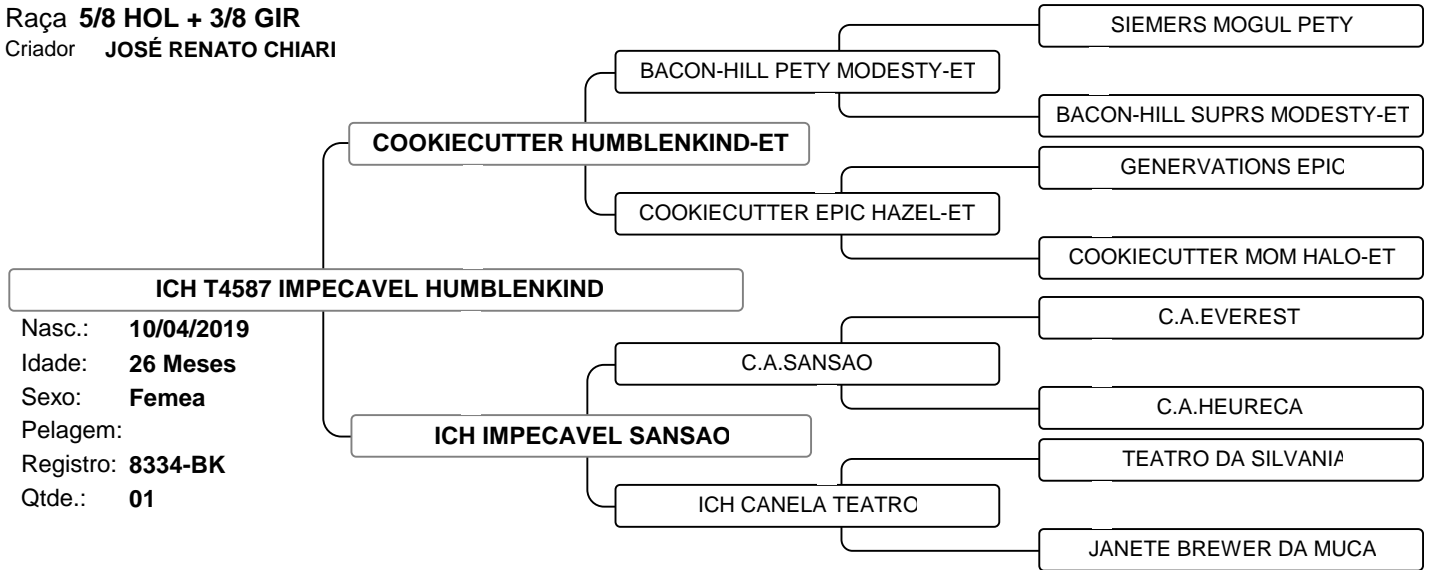 Raça 5/8 HOL + 3/8 GIR
Criador JOSÉ RENATO CHIARI
SIEMERS MOGUL PETY
BACON-HILL PETY MODESTY-ET
BACON-HILL SUPRS MODESTY-ET
COOKIECUTTER HUMBLENKIND-ET
GENERVATIONS EPIC
COOKIECUTTER EPIC HAZEL-ET
COOKIECUTTER MOM HALO-ET
ICH T4587 IMPECAVEL HUMBLENKIND
Nasc.: 10/04/2019
Idade: 26 Meses
Sexo: Femea
Pelagem:
Registro: 8334-BK
Qtde.: 01
C.A.EVEREST
C.A.SANSAO
C.A.HEURECA
ICH IMPECAVEL SANSAO
TEATRO DA SILVANIA
ICH CANELA TEATRO
JANETE BREWER DA MUCA